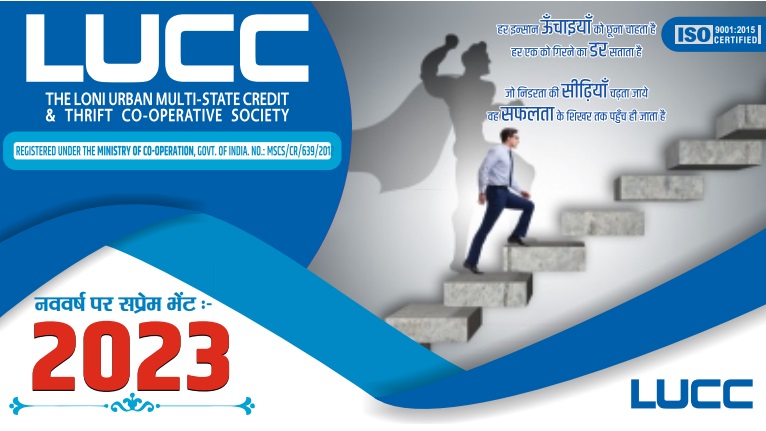 LUCC
THE LONI URBAN MULTI-STATE CREDIT
& THRIFT CO-OPERATIVE SOCIETY
REGISTERED UNDER THE MINISTRY OF CO-OPERATION, GOVT. OF INDIA. NO.: MSCS/CR/639/201
हर इन्सान ऊँचाइयाँ को छूना चाहता है
हर एक को गिरने का डर सताता है
जो निडरता की सीढ़ियाँ चढ़ता जाये
वह सफलता के शिखर तक पहुँच ही जाता है
ISO 9001:2015
CERTIFIED
नववर्ष पर सप्रेम भेंट :-
2023
LUCC